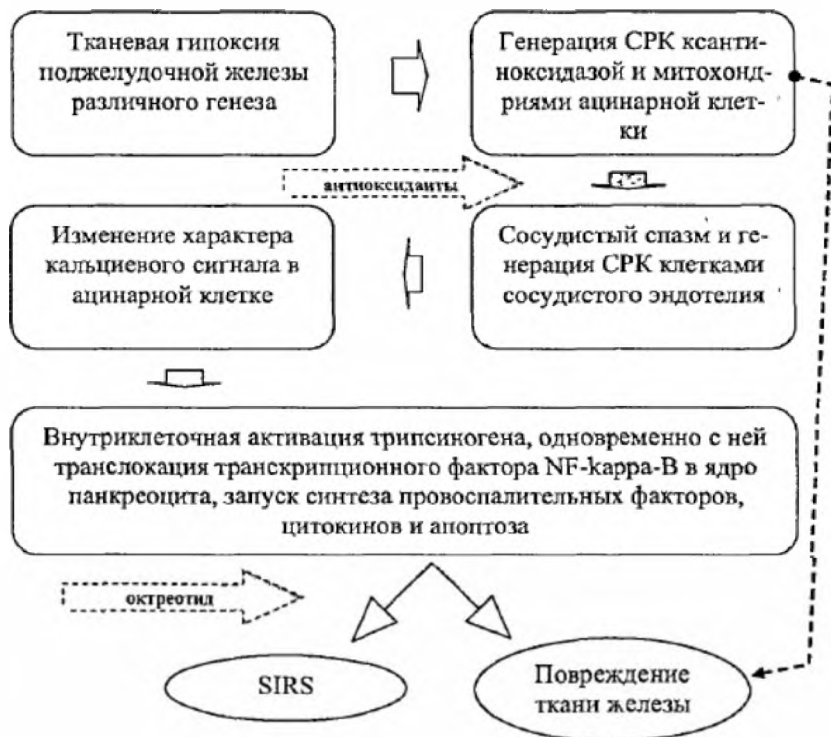 Тканевая гипоксия
поджелудочной железы
различного генеза
Генерация СРК ксанти-
ноксидазой и митохонд-
риями ацинарной клет-
ки
антиоксиданты
Изменение характера
кальциевого сигнала в
ацинарной клетке
Сосудистый спазм и ге-
нерация СРК клетками
сосудистого эндотелия
Внутриклеточная активация трипсиногена, одновременно с ней
транслокация транскрипционного фактора NF-kappa-B в ядро
панкреоцита, запуск синтеза провоспалительных факторов,
цитокинов и апоптоза
октреотид
SIRS
Повреждение
ткани железы